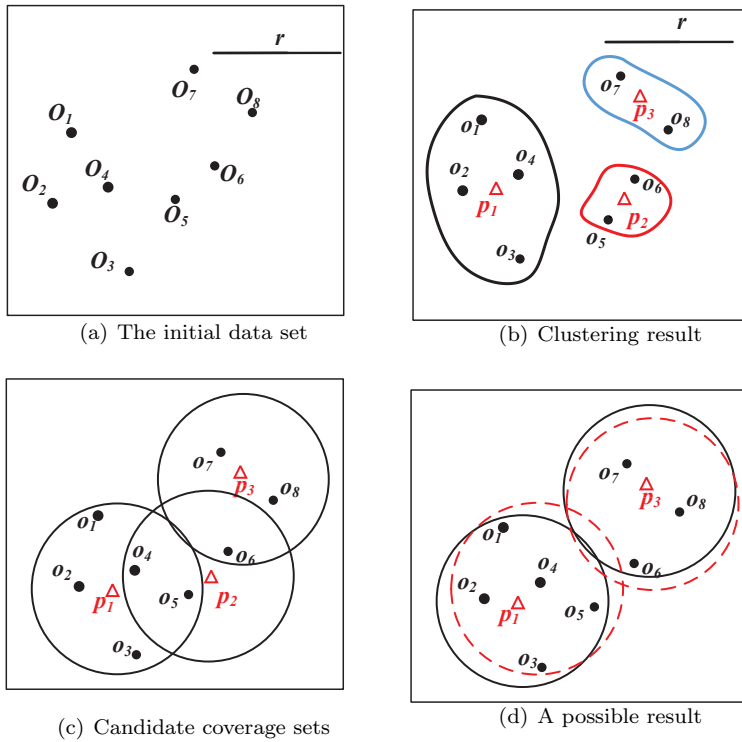 r
O7
O8
O1
O4
O6
O2
O5
O3
(a) The initial data set
r
o7
p3
o8
o1
o4
o2
o6
p1
p2
o5
o3
(b) Clustering result
o7
p3
o8
o1
o4
o6
o2
p1
o5
p2
o3
(c) Candidate coverage sets
o7
p3
o8
o1
o4
o6
o2
p1
o5
o3
(d) A possible result